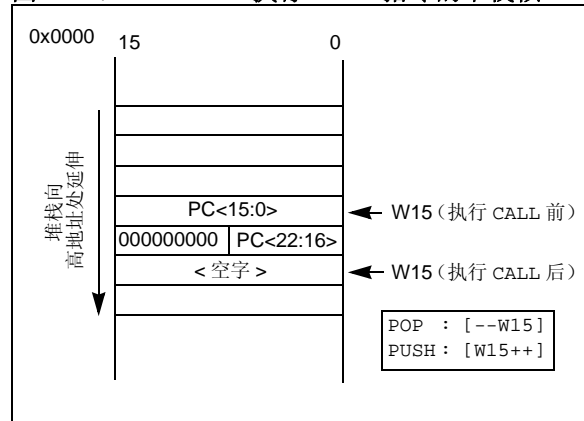 0x0000
15
0
堆栈向
高地址处延伸
PC<15:0>
W15（执行 CALL 前）
000000000
PC<22:16>
<空字>
W15（执行 CALL 后）
POP : [--W15]
PUSH : [W15++]